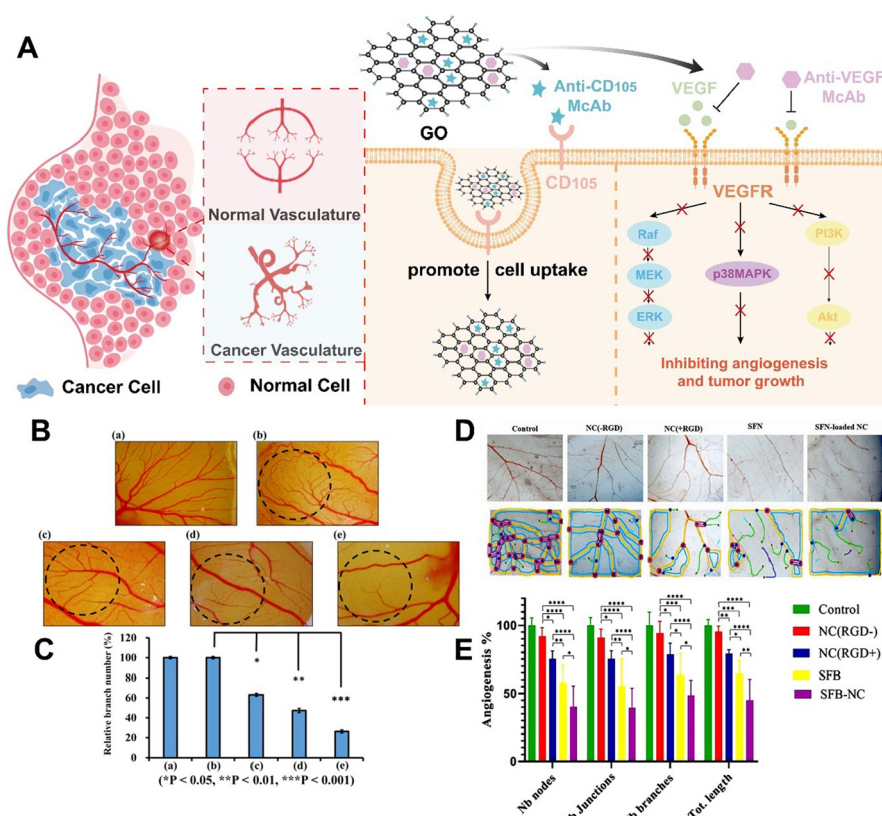 A
GO
Anti-CD105
McAb
VEGF
Anti-VEGF
McAb
CD105
VEGFR
Normal Vasculature
Cancer Vasculature
promote cell uptake
Raf
MEK
ERK
p38MAPK
PI3K
Akt
Inhibiting angiogenesis
and tumor growth
Cancer Cell
Normal Cell
B
(a)
(b)
(c)
(d)
(e)
C
Relative branch number (%)
120
100
80
60
40
20
0
*
**
***
(a) (b) (c) (d) (e)
(*P < 0.05, **P < 0.01, ***P < 0.001)
D
Control
NC(-RGD)
NC(+RGD)
SFN
SFN-loaded NC
E
Angiogenesis %
100
50
0
**** **** **** ****
**** **** *** ***
* * * **
**** **** **** ****
** ** * *
* * * **
Nb nodes
b Junctions
b branches
Tot. length
Control
NC(RGD-)
NC(RGD+)
SFB
SFB-NC